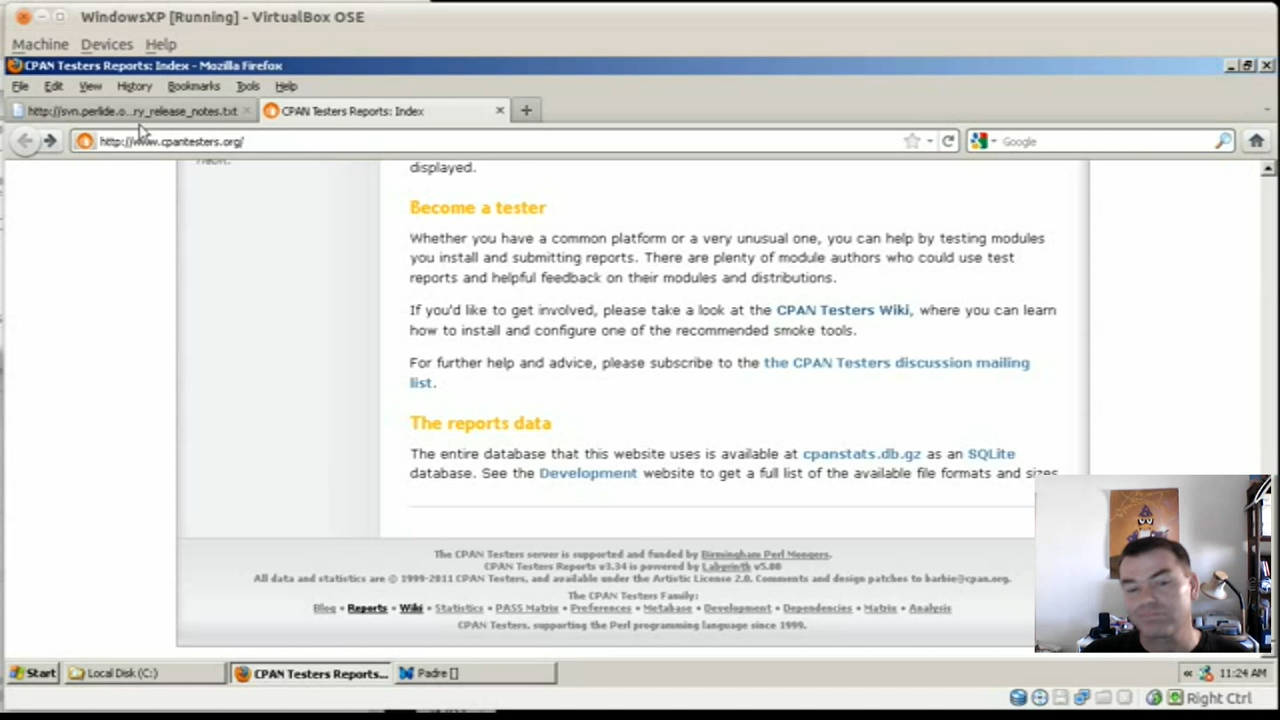 WindowsXP [Running] - VirtualBox OSE
Machine Devices Help
CPAN Testers Reports: Index - Mozilla Firefox
File Edit View History Bookmarks Tools Help
http://svn.perlide.o...ry_release_notes.txt CPAN Testers Reports: Index
http://www.cpantesters.org/ Google
displayed.
Become a tester
Whether you have a common platform or a very unusual one, you can help by testing modules
you install and submitting reports. There are plenty of module authors who could use test
reports and helpful feedback on their modules and distributions.
If you'd like to get involved, please take a look at the CPAN Testers Wiki, where you can learn
how to install and configure one of the recommended smoke tools.
For further help and advice, please subscribe to the the CPAN Testers discussion mailing
list.
The reports data
The entire database that this website uses is available at cpanstats.db.gz as an SQLite
database. See the Development website to get a full list of the available file formats and sizes
The CPAN Testers server is supported and funded by Birmingham Perl Mongers.
CPAN Testers Reports v3.34 is powered by Labyrinth v5.00
All data and statistics are © 1999-2011 CPAN Testers, and available under the Artistic License 2.0. Comments and design patches to barbie@cpan.org.
The CPAN Testers Family:
Blog • Reports • Wiki • Statistics • PASS Matrix • Preferences • Metabase • Development • Dependencies • Matrix • Analysis
CPAN Testers, supporting the Perl programming language since 1999.
Start Local Disk (C:) CPAN Testers Reports... Padre [] « 11:24 AM
Right Ctrl